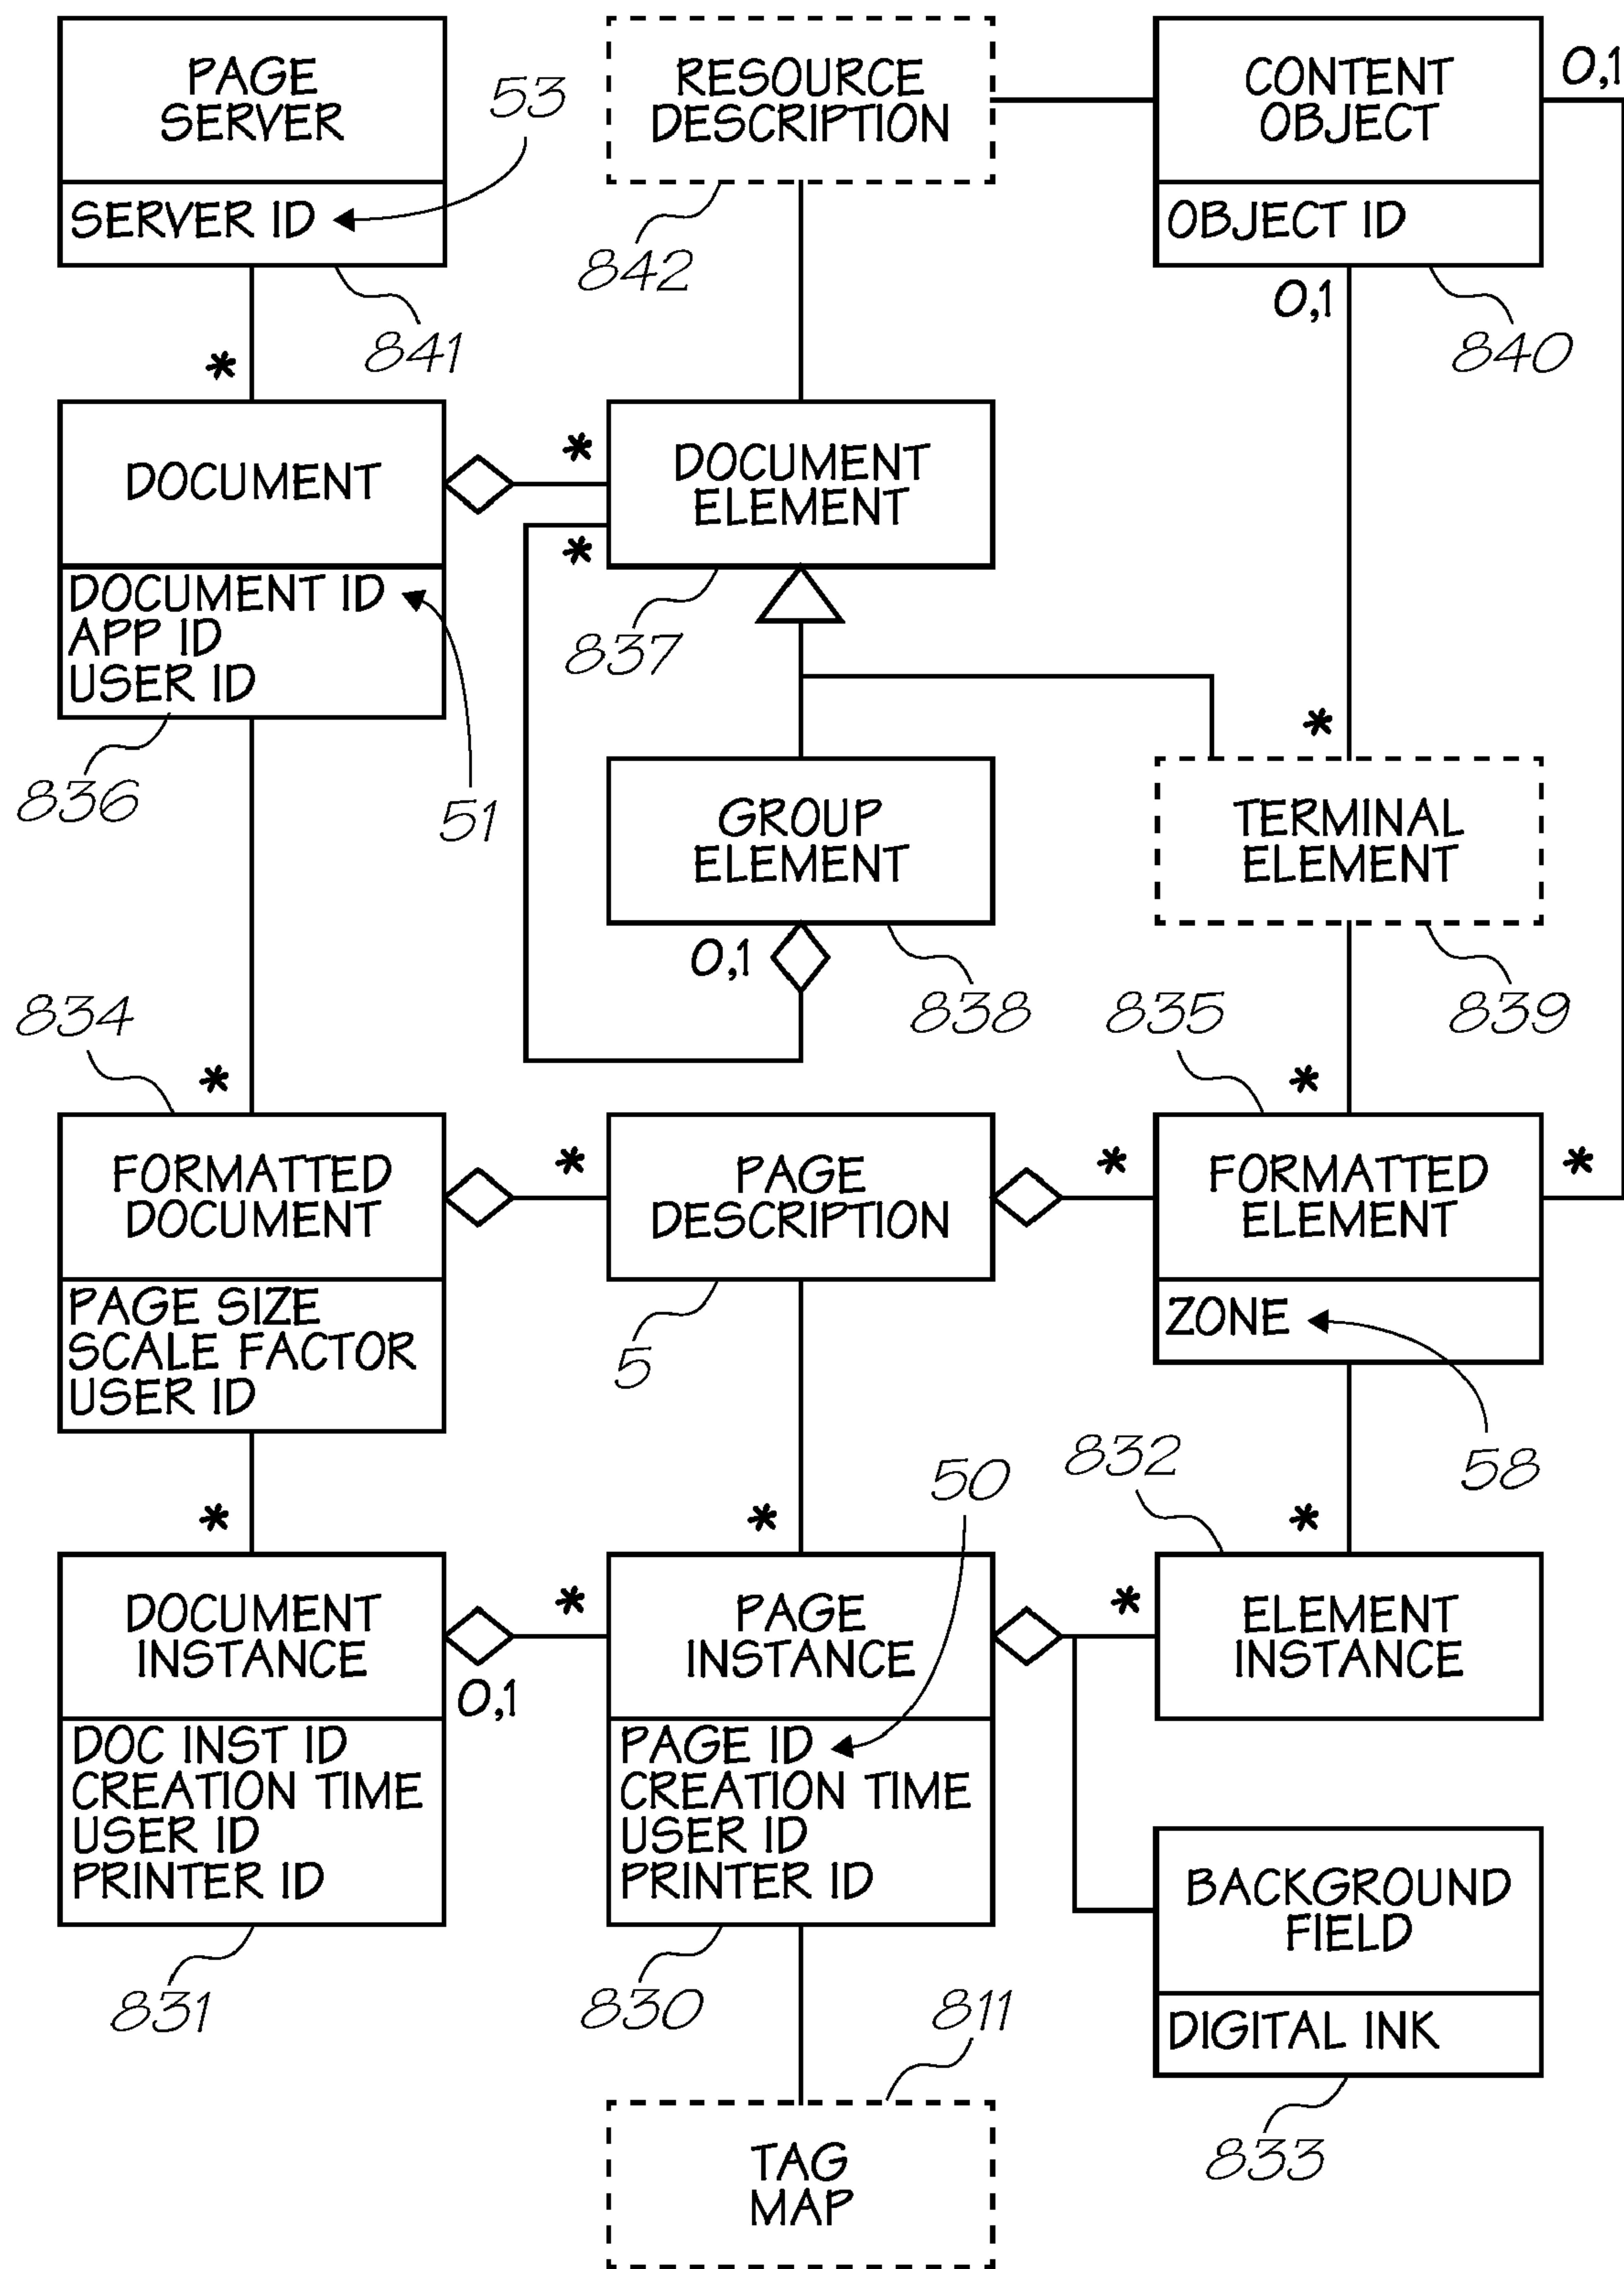 PAGE
SERVER
SERVER ID
53
841
RESOURCE
DESCRIPTION
842
CONTENT
OBJECT
OBJECT ID
0,1
0,1
840
*
DOCUMENT
DOCUMENT ID
APP ID
USER ID
836
51
*
*
DOCUMENT
ELEMENT
837
GROUP
ELEMENT
0,1
838
*
TERMINAL
ELEMENT
839
834
*
FORMATTED
DOCUMENT
PAGE SIZE
SCALE FACTOR
USER ID
*
PAGE
DESCRIPTION
5
835
*
*
FORMATTED
ELEMENT
*
ZONE
58
*
DOCUMENT
INSTANCE
0,1
DOC INST ID
CREATION TIME
USER ID
PRINTER ID
831
*
50
*
PAGE
INSTANCE
PAGE ID
CREATION TIME
USER ID
PRINTER ID
830
832
*
*
ELEMENT
INSTANCE
BACKGROUND
FIELD
DIGITAL INK
833
811
TAG
MAP